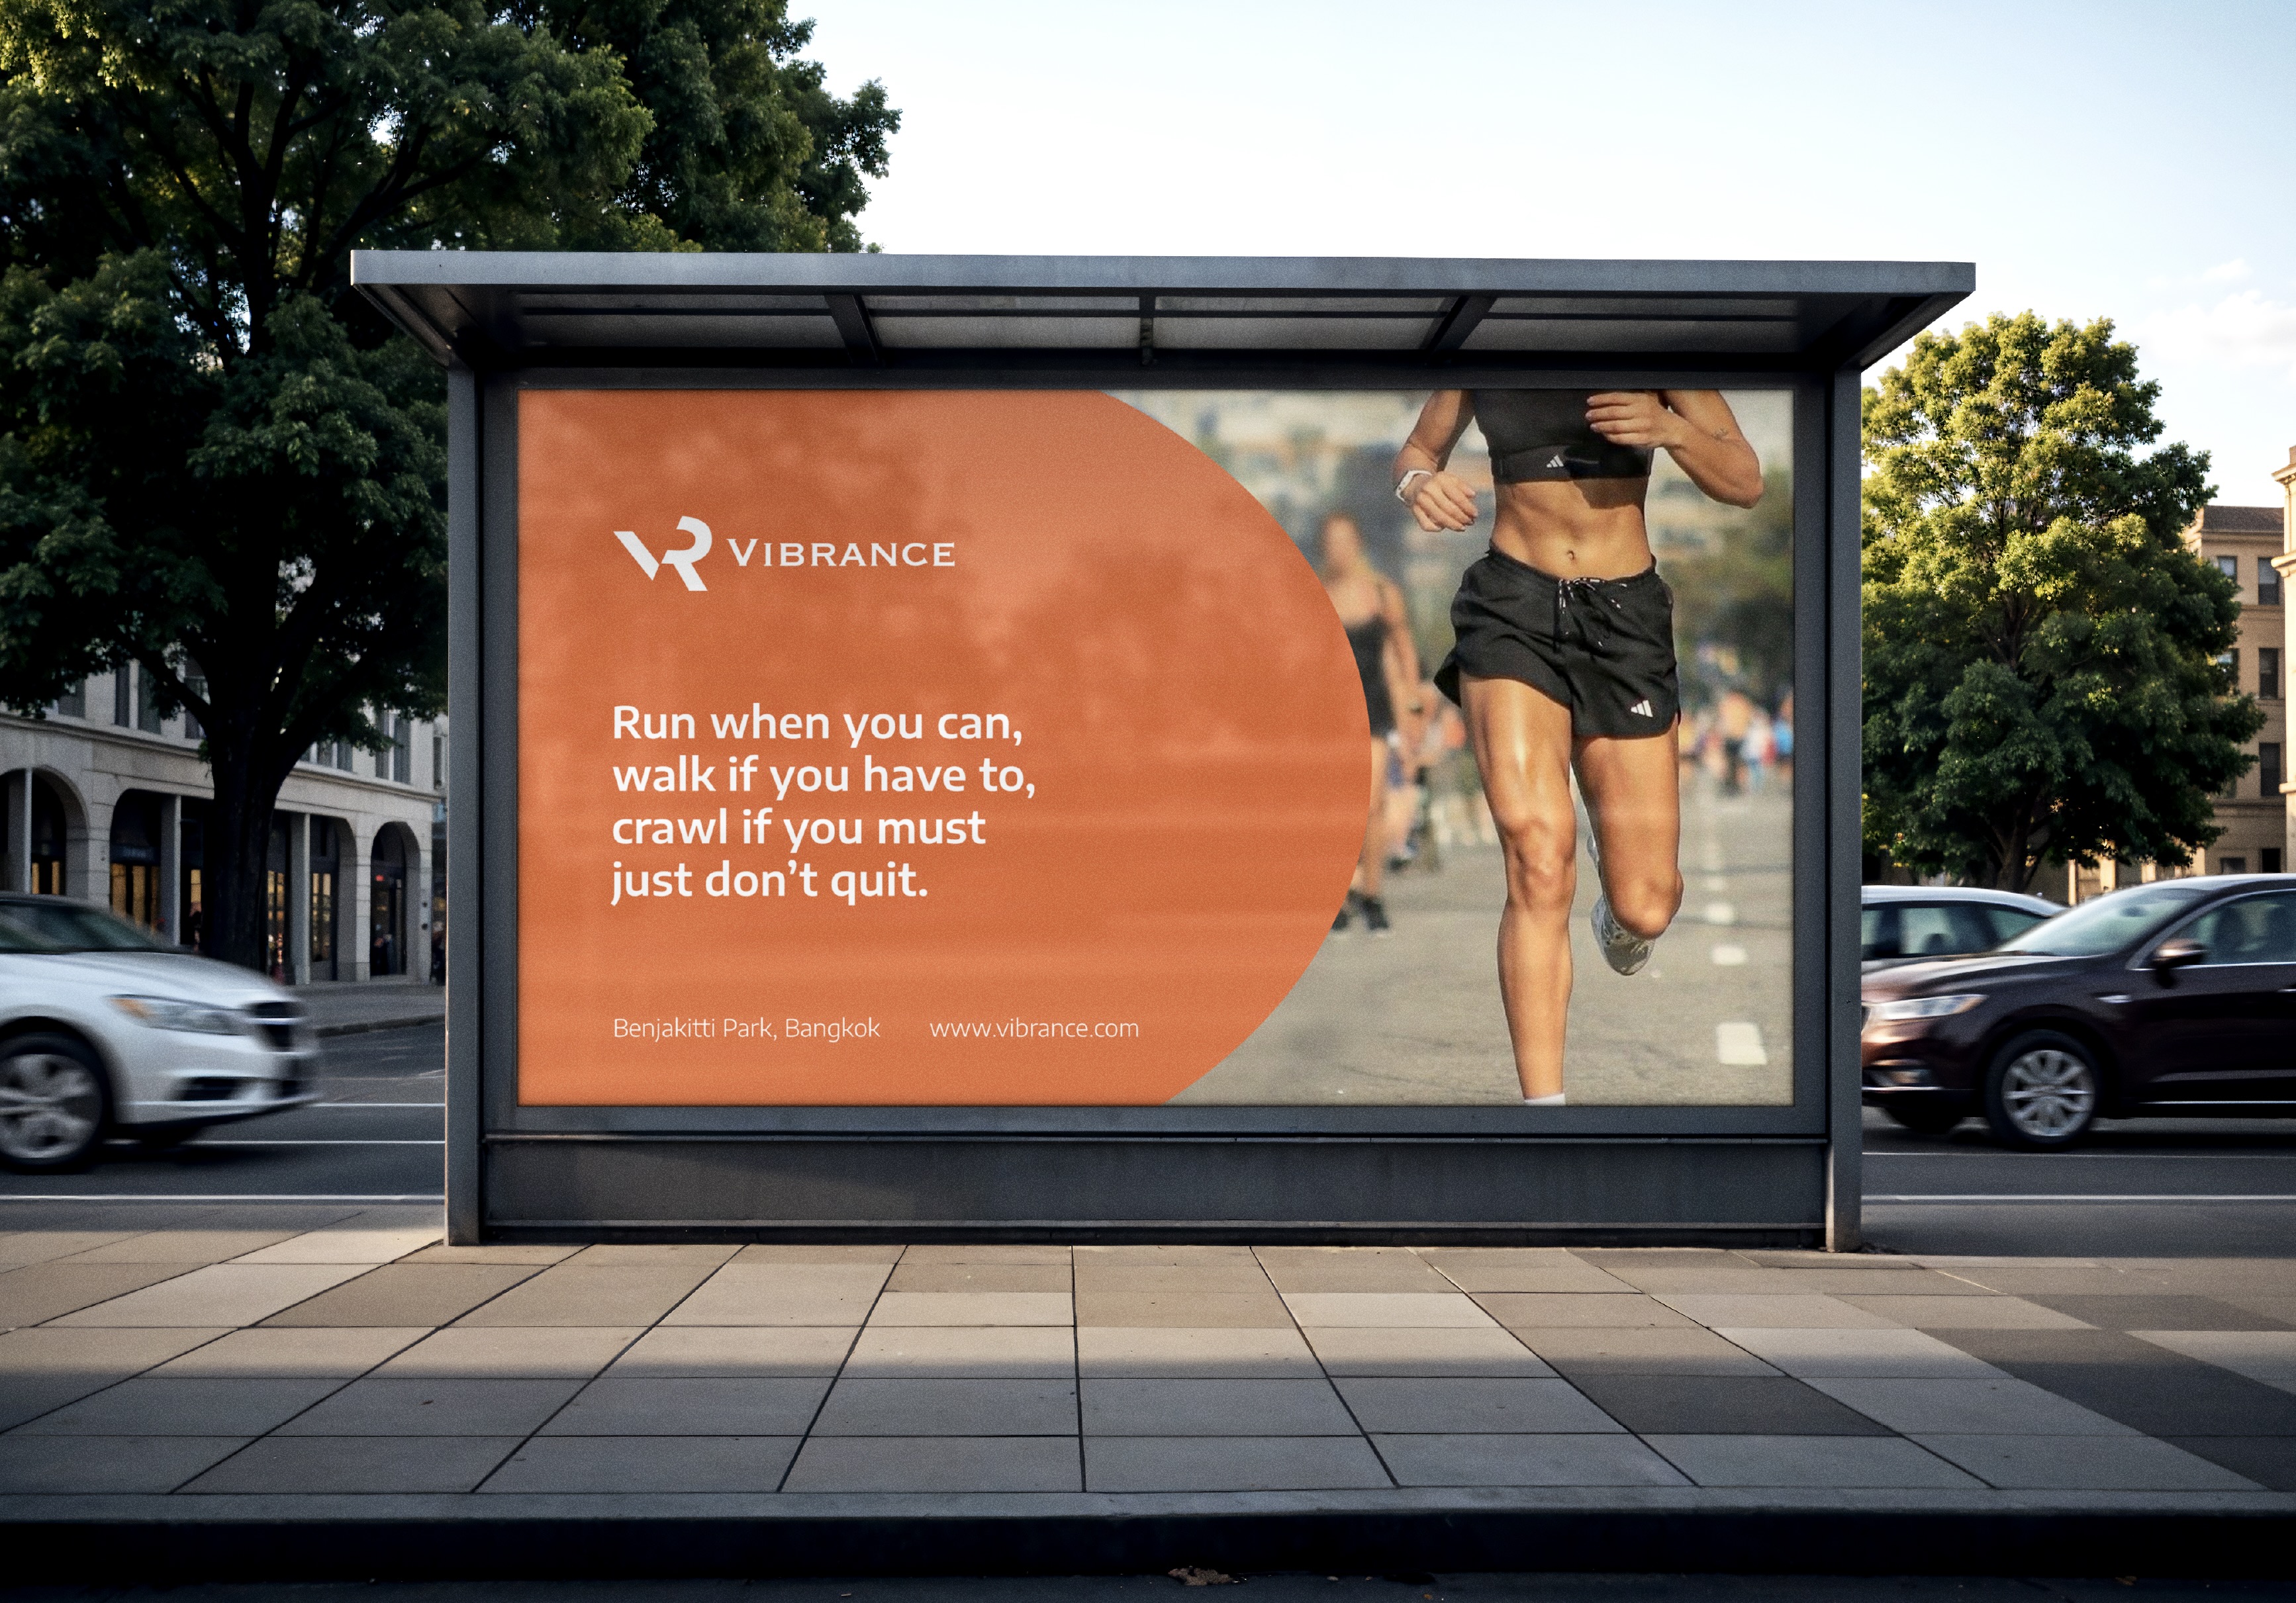 VR VIBRANCE
Run when you can,
walk if you have to,
crawl if you must
just don’t quit.
Benjakitti Park, Bangkok www.vibrance.com